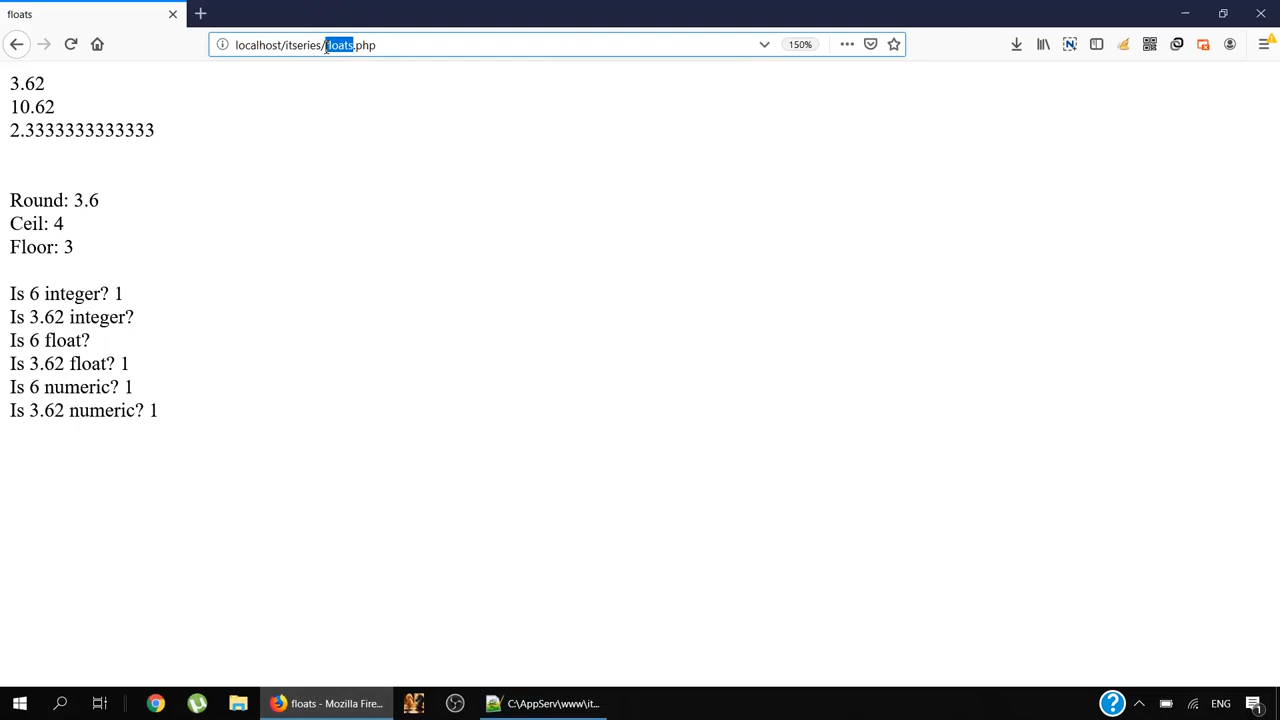 floats
localhost/itseries/floats.php
150%
3.62
10.62
2.3333333333333
Round: 3.6
Ceil: 4
Floor: 3
Is 6 integer? 1
Is 3.62 integer?
Is 6 float?
Is 3.62 float? 1
Is 6 numeric? 1
Is 3.62 numeric? 1
floats - Mozilla Fire...
C:\AppServ\www\it...
ENG
1